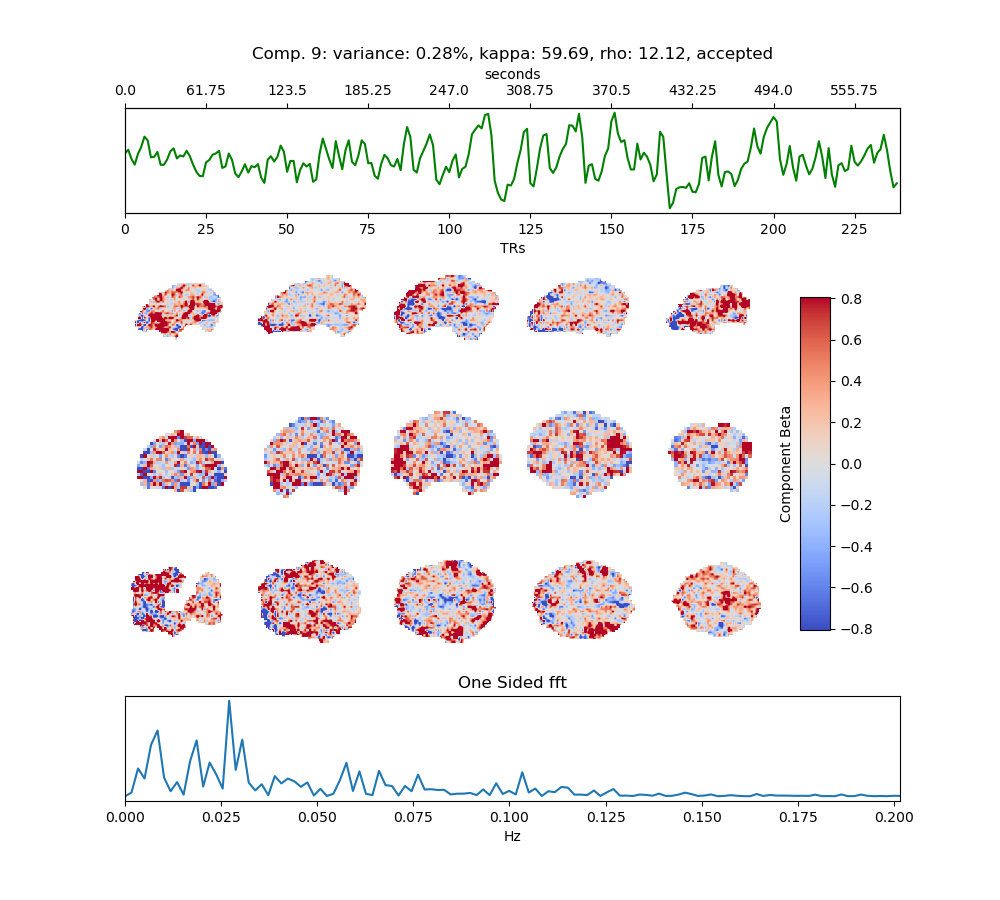 Comp. 9: variance: 0.28%, kappa: 59.69, rho: 12.12, accepted
seconds
0.0 61.75 123.5 185.25 247.0 308.75 370.5 432.25 494.0 555.75
0 25 50 75 100 125 150 175 200 225
TRs
0.8
0.6
0.4
0.2
0.0
−0.2
−0.4
−0.6
−0.8
Component Beta
One Sided fft
0.000 0.025 0.050 0.075 0.100 0.125 0.150 0.175 0.200
Hz